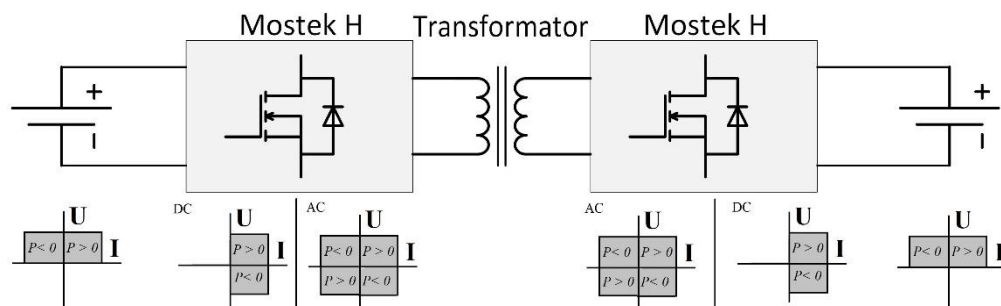 Mostek H Transformator Mostek H
+ +
− −
DC AC AC DC
U U U U U U
P< 0 P > 0 I P > 0 I P< 0 P > 0 I P< 0 P > 0 I P > 0 I P< 0 P > 0 I
P< 0 P > 0 P< 0 P > 0 P< 0 P< 0